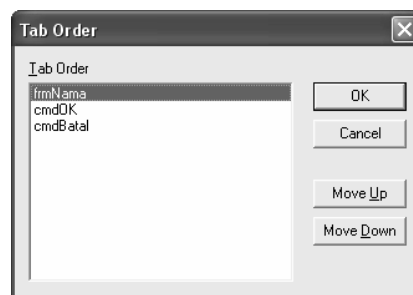 Tab Order
Tab Order
frmNama
cmdOK
cmdBatal
OK
Cancel
Move Up
Move Down